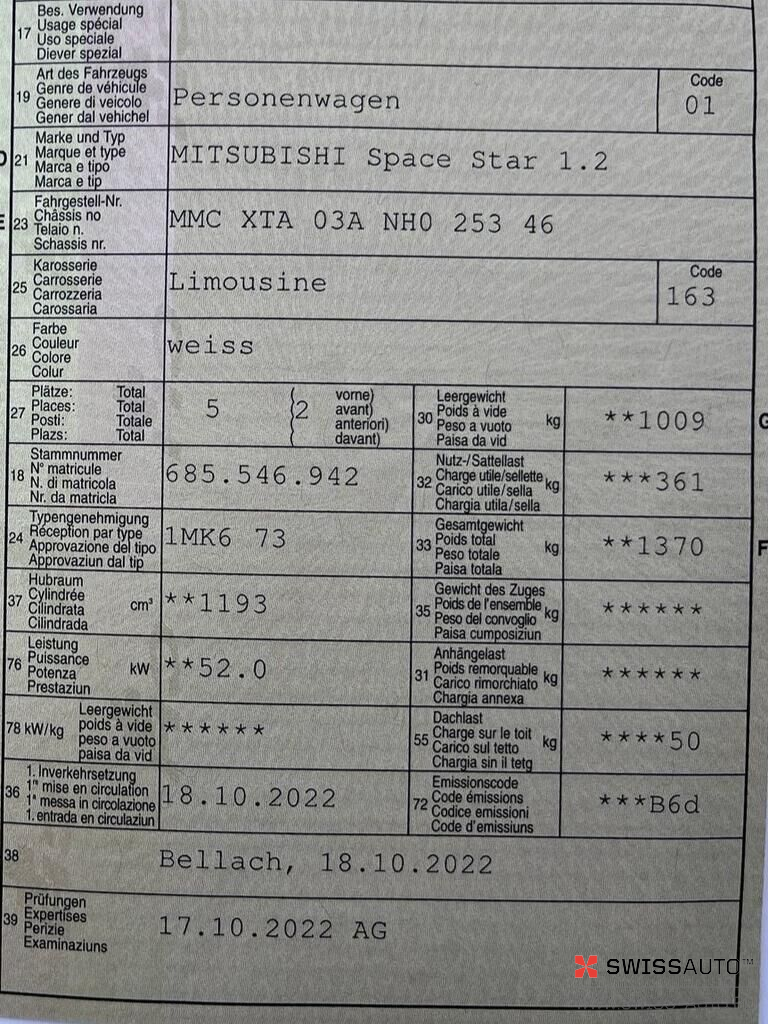 17 Bes. Verwendung
Usage spécial
Uso speciale
Diever spezial
19 Art des Fahrzeugs
Genre de véhicule
Genere di veicolo
Gener dal vehichel
Personenwagen
Code
01
21 Marke und Typ
Marque et type
Marca e tipo
Marca e tip
MITSUBISHI Space Star 1.2
23 Fahrgestell-Nr.
Châssis no
Telaio n.
Schassis nr.
MMC XTA 03A NH0 253 46
25 Karosserie
Carrosserie
Carrozzeria
Carossaria
Limousine
Code
163
26 Farbe
Couleur
Colore
Colur
weiss
27 Plätze: Total
Places: Total
Posti: Totale
Plazs: Total
5 (2 vorne)
avant)
anteriori)
davant)
30 Leergewicht
Poids à vide
Peso a vuoto
Paisa da vid
kg
**1009
G
18 Stammnummer
N° matricule
N. di matricola
Nr. da matricla
685.546.942
32 Nutz-/Sattellast
Charge utile/sellette
Carico utile/sella
Chargia utila/sella
kg
***361
24 Typengenehmigung
Réception par type
Approvazione del tipo
Approvaziun dal tip
1MK6 73
33 Gesamtgewicht
Poids total
Peso totale
Paisa totala
kg
**1370
F
37 Hubraum
Cylindrée
Cilindrata
Cilindrada
cm³
**1193
35 Gewicht des Zuges
Poids de l'ensemble
Peso del convoglio
Paisa cumposiziun
kg
******
76 Leistung
Puissance
Potenza
Prestaziun
kW
**52.0
31 Anhängelast
Poids remorquable
Carico rimorchiato
Chargia annexa
kg
******
78 kW/kg
Leergewicht
poids à vide
peso a vuoto
paisa da vid
******
55 Dachlast
Charge sur le toit
Carico sul tetto
Chargia sin il tetg
kg
****50
36 1. Inverkehrsetzung
1re mise en circulation
1a messa in circolazione
1. entrada en circulaziun
18.10.2022
72 Emissionscode
Code émissions
Codice emissioni
Code d'emissiuns
***B6d
38
Bellach, 18.10.2022
39 Prüfungen
Expertises
Perizie
Examinaziuns
17.10.2022 AG
SWISSAUTO™